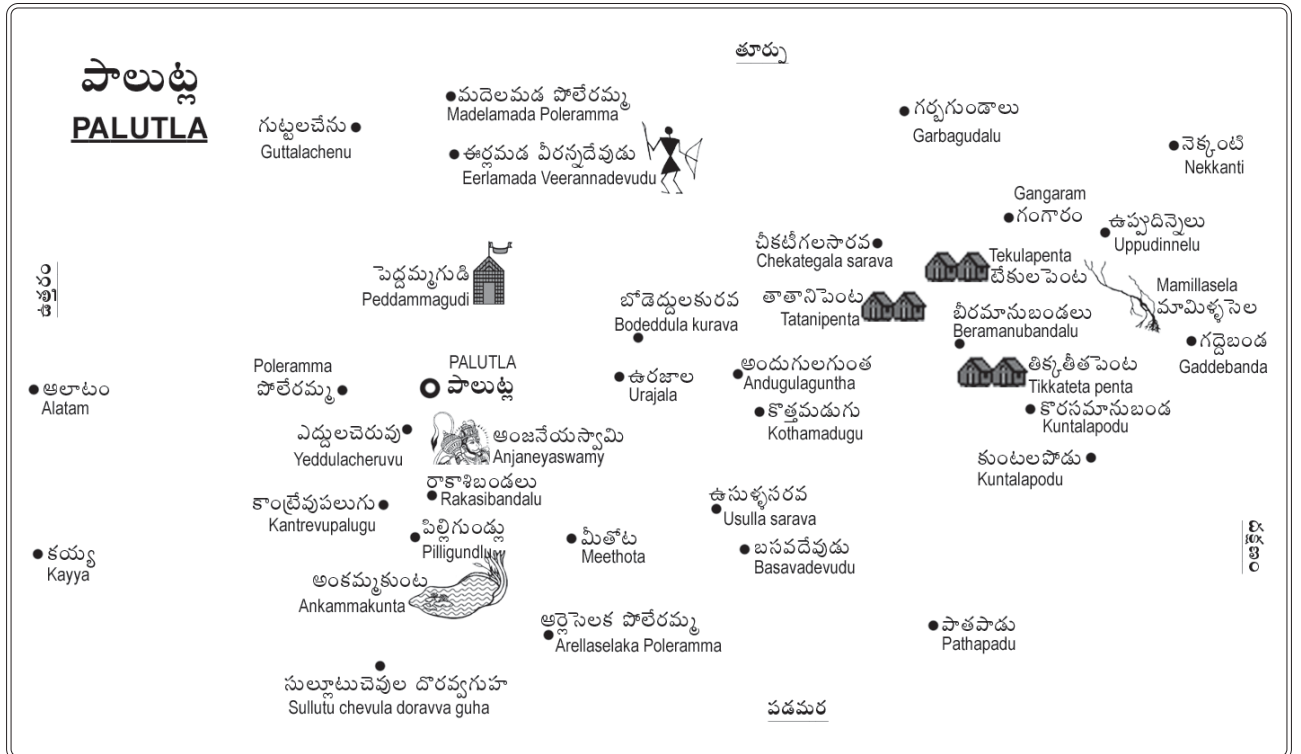 తూర్పు
పాలుట్ల
PALUTLA
మదెలమడ పోలేరమ్మ
Madelamada Poleramma
గుట్టలచేను
Guttalachenu
ఈర్లమడ వీరన్నదేవుడు
Eerlamada Veerannadevudu
గర్బగుండాలు
Garbagudalu
నెక్కంటి
Nekkanti
Gangaram
గంగారం
ఉప్పుదిన్నెలు
Uppudinnelu
చీకటీగలసారవ
Chekategala sarava
Tekulapenta
టేకులపెంట
ఉత్తరం
పెద్దమ్మగుడి
Peddammagudi
బోడెద్దులకురవ
Bodeddula kurava
తాతానిపెంట
Tatanipenta
బీరమానుబండలు
Beramanubandalu
Mamillasela
మామిళ్ళసెల
గద్దెబండ
Gaddebanda
ఆలాటం
Alatam
Poleramma
పోలేరమ్మ
PALUTLA
పాలుట్ల
ఉరజాల
Urajala
అందుగులగుంత
Andugulaguntha
తిక్కతీతపెంట
Tikkateta penta
కొత్తమడుగు
Kothamadugu
కొరసమానుబండ
Kuntalapodu
ఎద్దులచెరువు
Yeddulacheruvu
ఆంజనేయస్వామి
Anjaneyaswamy
కుంటలపోడు
Kuntalapodu
రాకాశిబండలు
Rakasibandalu
కాంట్రేవుపలుగు
Kantrevupalugu
ఉసుళ్ళసరవ
Usulla sarava
పిల్లిగుండ్లు
Pilligundlu
మీతోట
Meethota
బసవదేవుడు
Basavadevudu
దక్షిణం
కయ్య
Kayya
అంకమ్మకుంట
Ankammakunta
అర్లెసెలక పోలేరమ్మ
Arellaselaka Poleramma
పాతపాడు
Pathapadu
సుల్లూటుచెవుల దొరవ్వగుహ
Sullutu chevula doravva guha
పడమర